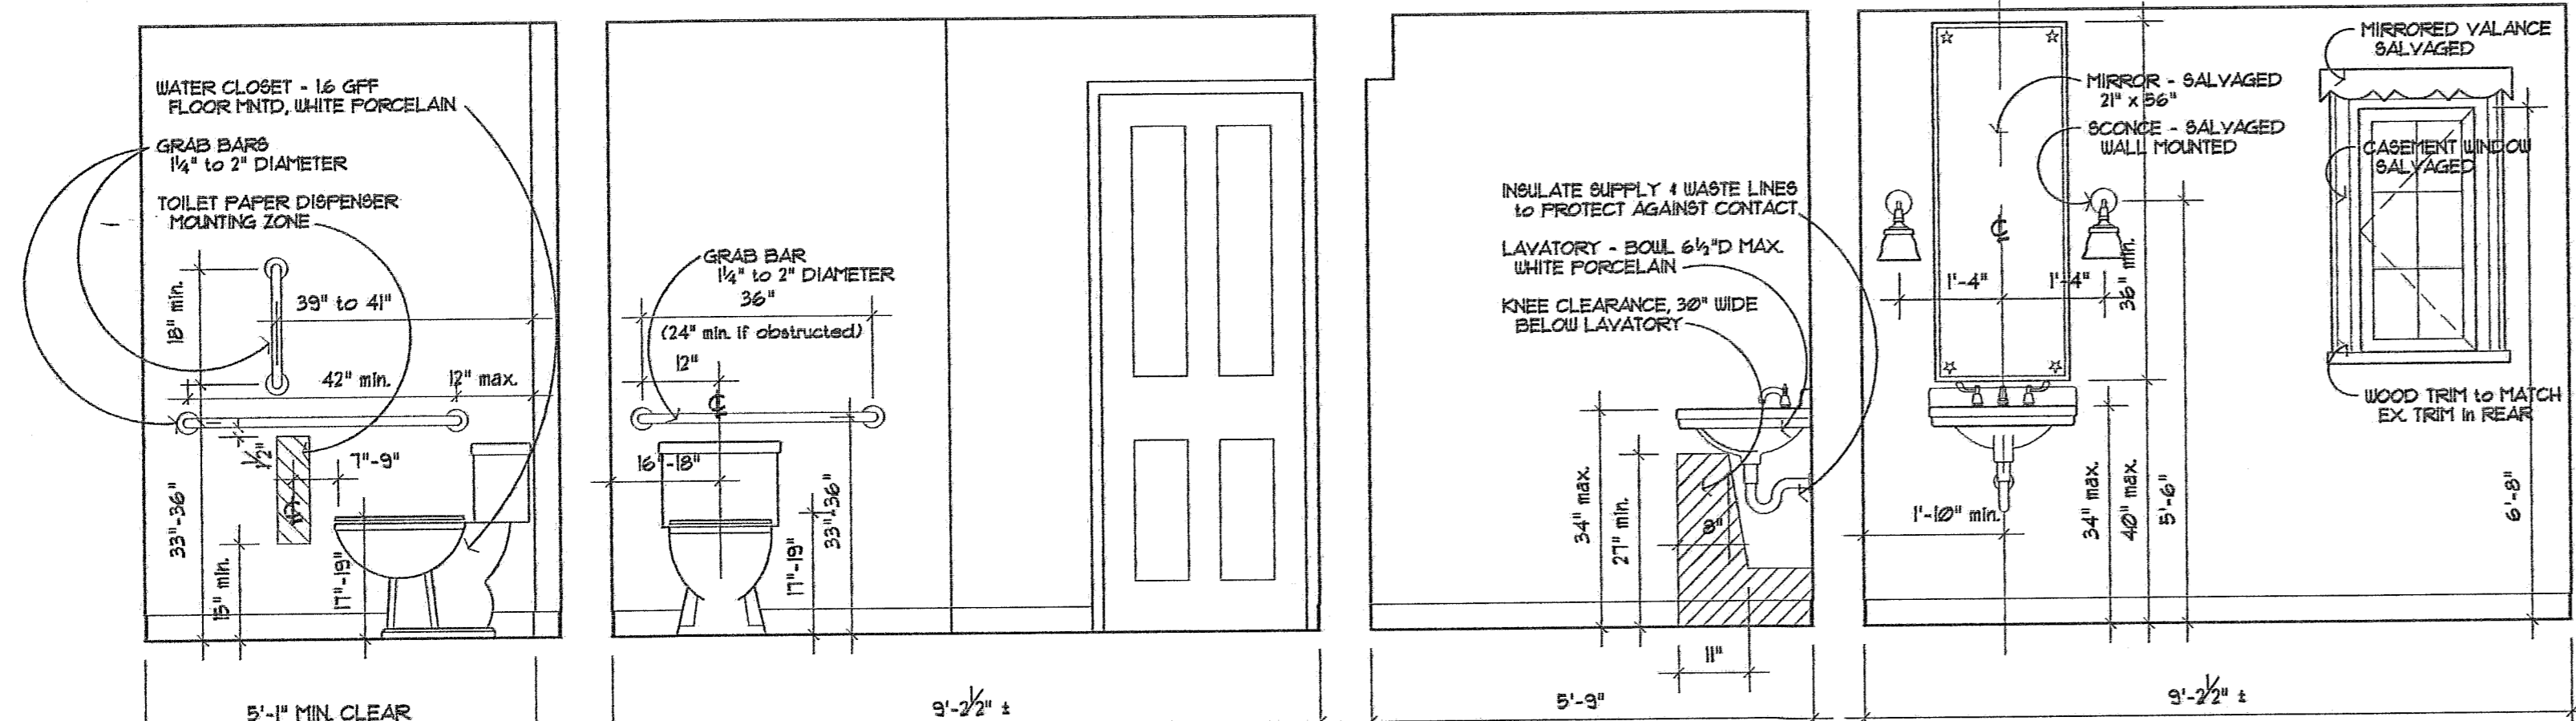 WATER CLOSET - 1.6 GPF
FLOOR MNTD, WHITE PORCELAIN
GRAB BARS
1¼" to 2" DIAMETER
TOILET PAPER DISPENSER
MOUNTING ZONE
18" min.
39" to 41"
42" min.
12" max.
½"
7"-9"
33"-36"
15" min.
17"-19"
5'-1" MIN. CLEAR
GRAB BAR
1¼" to 2" DIAMETER
36"
(24" min. if obstructed)
12"
℄
16"-18"
17"-19"
33"-36"
9'-2½" ±
INSULATE SUPPLY & WASTE LINES
to PROTECT AGAINST CONTACT
LAVATORY - BOWL 6½"D MAX.
WHITE PORCELAIN
KNEE CLEARANCE, 30" WIDE
BELOW LAVATORY
34" max.
27" min.
8"
11"
5'-9"
MIRRORED VALANCE
SALVAGED
MIRROR - SALVAGED
21" x 56"
SCONCE - SALVAGED
WALL MOUNTED
CASEMENT WINDOW
SALVAGED
℄
1'-4"
1'-4"
36" min.
WOOD TRIM to MATCH
EX. TRIM in REAR
1'-10" min.
34" max.
40" max.
5'-6"
6'-8"
9'-2½" ±